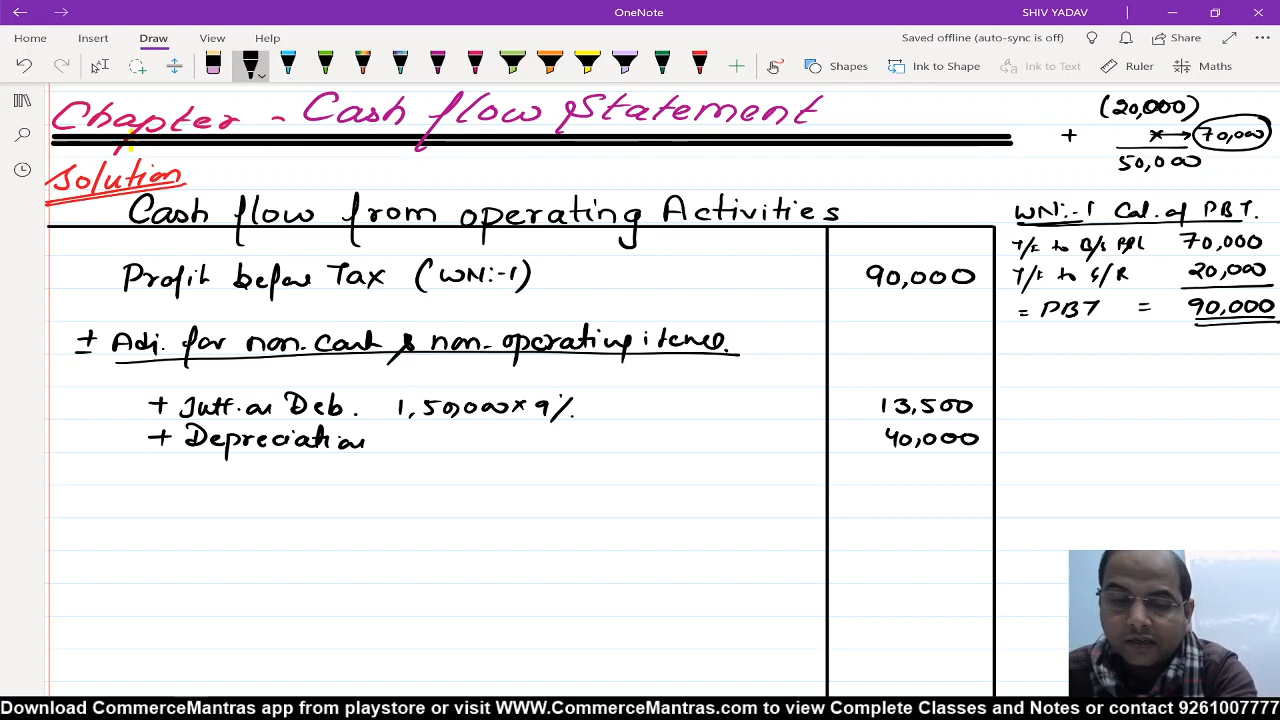 OneNote
SHIV YADAV
Home Insert Draw View Help
Saved offline (auto-sync is off)
Share
Shapes
Ink to Shape
Ink to Text
Ruler
Maths
Chapter - Cash flow Statement
(20,000)
+ x → 70,000
50,000
Solution
Cash flow from operating Activities
Profit before Tax (WN:-1) 90,000
± Adj. for non-cash & non-operating items.
+ Intt. on Deb. 1,50,000 x 9% 13,500
+ Depreciation 40,000
WN:-1 Cal. of PBT.
T/f to B/S Bal 70,000
T/f to G/R 20,000
= PBT = 90,000
Download CommerceMantras app from playstore or visit WWW.CommerceMantras.com to view Complete Classes and Notes or contact 9261007777